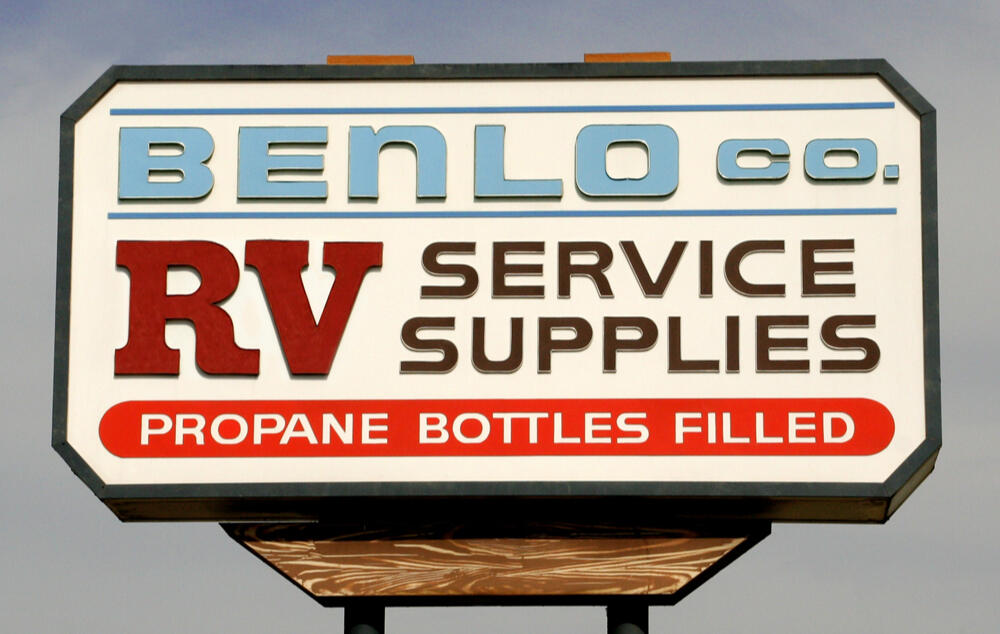 BENLO CO.
RV SERVICE
SUPPLIES
PROPANE BOTTLES FILLED